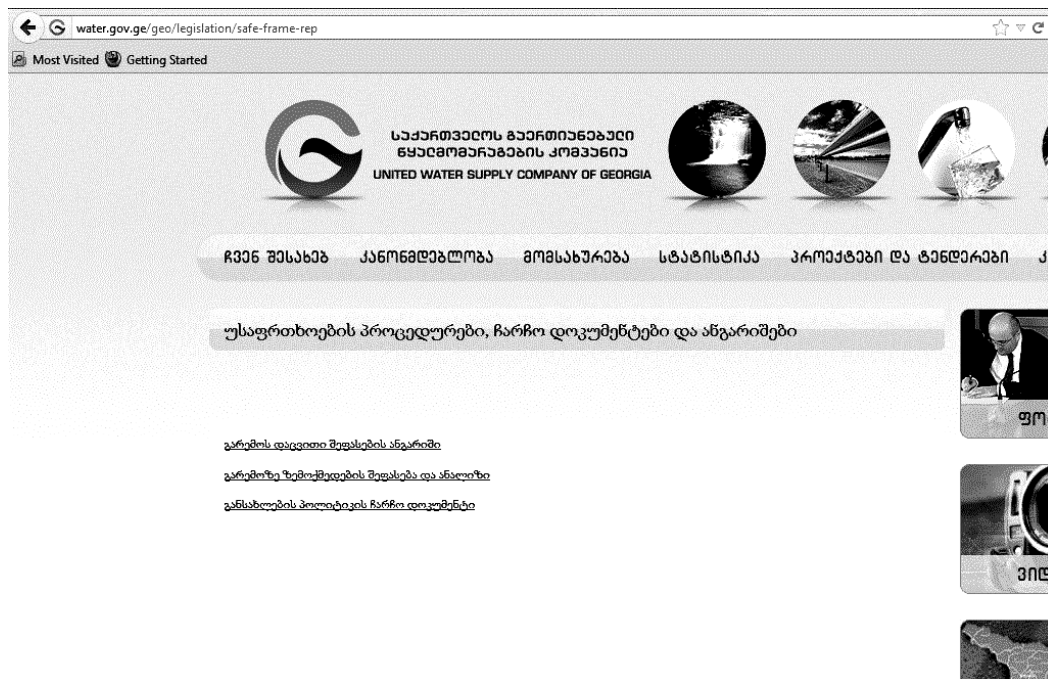 water.gov.ge/geo/legislation/safe-frame-rep
Most Visited Getting Started
საქართველოს გაერთიანებული
წყალმომარაგების კომპანია
UNITED WATER SUPPLY COMPANY OF GEORGIA
ჩვენ შესახებ კანონმდებლობა მომსახურება სტატისტიკა პროექტები და ტენდერები
უსაფრთხოების პროცედურები, ჩარჩო დოკუმენტები და ანგარიშები
გარემოს დაცვითი შეფასების ანგარიში
გარემოზე ზემოქმედების შეფასება და ანალიზი
განსახლების პოლიტიკის ჩარჩო დოკუმენტი